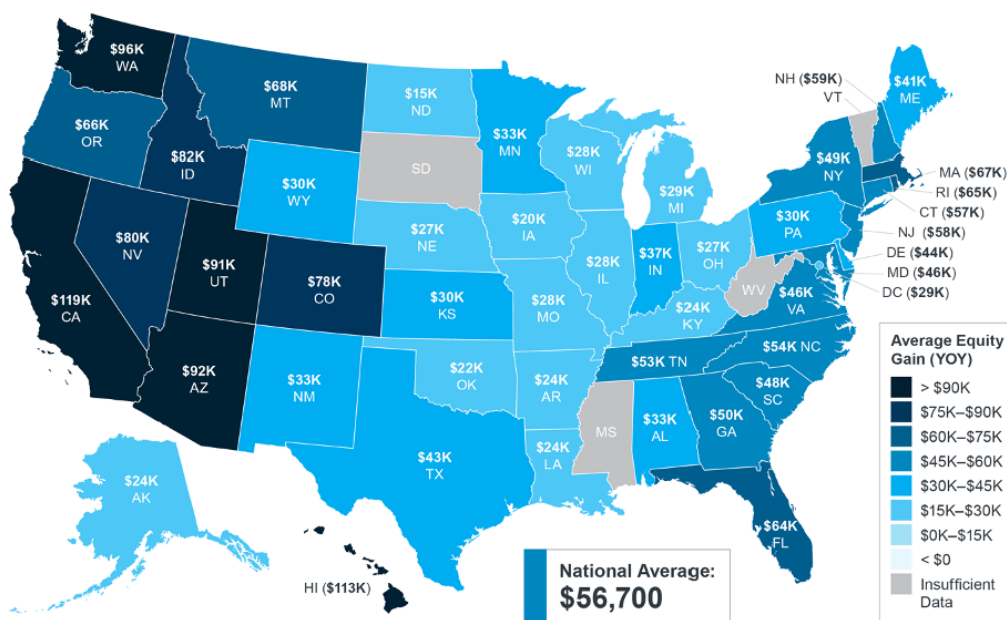 $96K
WA
$66K
OR
$82K
ID
$68K
MT
$15K
ND
SD
$33K
MN
$28K
WI
$29K
MI
$30K
WY
$27K
NE
$20K
IA
$28K
IL
$37K
IN
$27K
OH
$80K
NV
$91K
UT
$78K
CO
$30K
KS
$28K
MO
$24K
KY
WV
$46K
VA
$119K
CA
$92K
AZ
$33K
NM
$22K
OK
$24K
AR
$53K TN
$54K NC
$48K
SC
$43K
TX
$24K
LA
MS
$33K
AL
$50K
GA
$64K
FL
$24K
AK
HI ($113K)
$30K
PA
$49K
NY
NH ($59K)
VT
$41K
ME
MA ($67K)
RI ($65K)
CT ($57K)
NJ ($58K)
DE ($44K)
MD ($46K)
DC ($29K)
Average Equity
Gain (YOY)
> $90K
$75K–$90K
$60K–$75K
$45K–$60K
$30K–$45K
$15K–$30K
$0K–$15K
< $0
Insufficient
Data
National Average:
$56,700